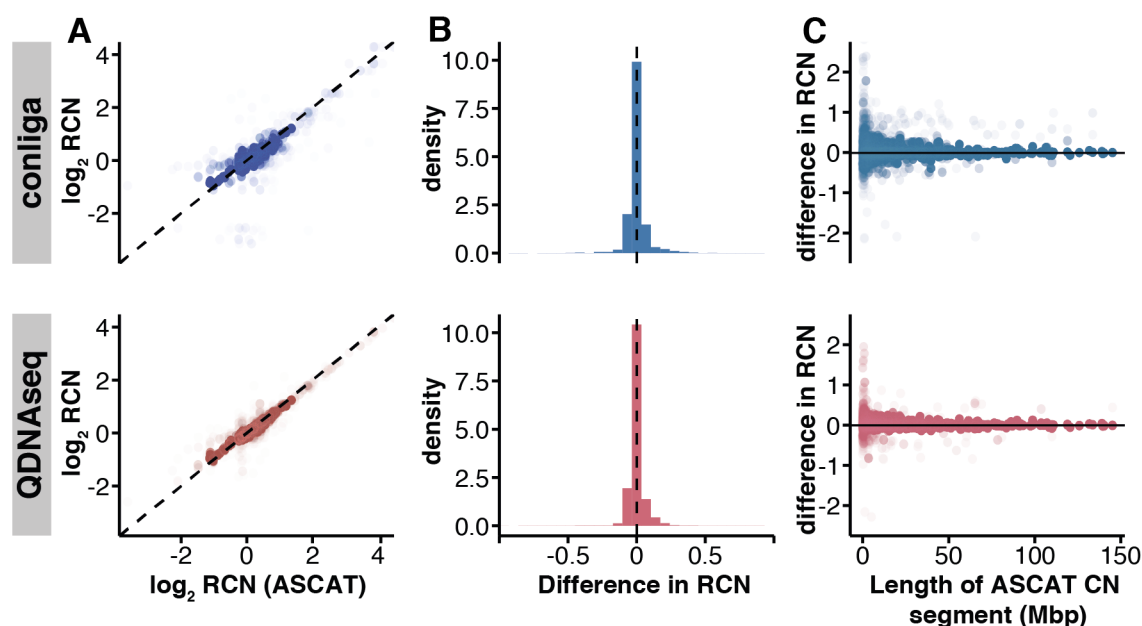 A
B
C
conliga
log2 RCN
4
2
0
-2
density
10.0
7.5
5.0
2.5
0.0
difference in RCN
2
1
0
-1
-2
QDNAseq
log2 RCN
4
2
0
-2
-2
0
2
4
log2 RCN (ASCAT)
density
10.0
7.5
5.0
2.5
0.0
-0.5
0
0.5
Difference in RCN
difference in RCN
2
1
0
-1
-2
0
50
100
150
Length of ASCAT CN
segment (Mbp)